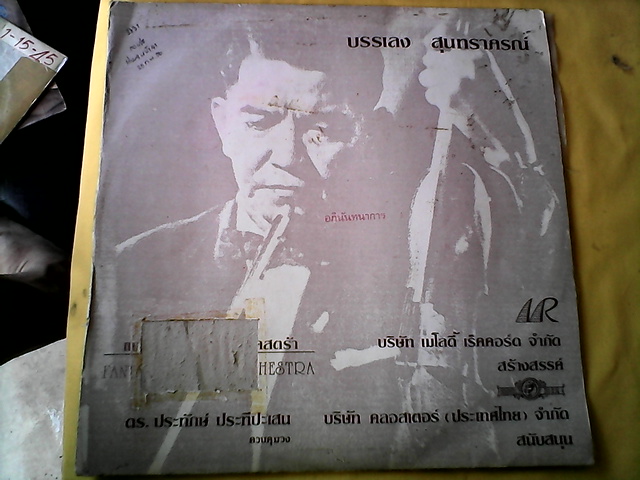 1-15-45
บรรเลง สุนทราภรณ์
อภินันทนาการ
บริษัท เมโลดี้ เร็คคอร์ด จำกัด
สร้างสรรค์
ดร. ประทักษ์ ประทีปะเสน
ควบคุมวง
บริษัท คลอสเตอร์ (ประเทศไทย) จำกัด
สนับสนุน